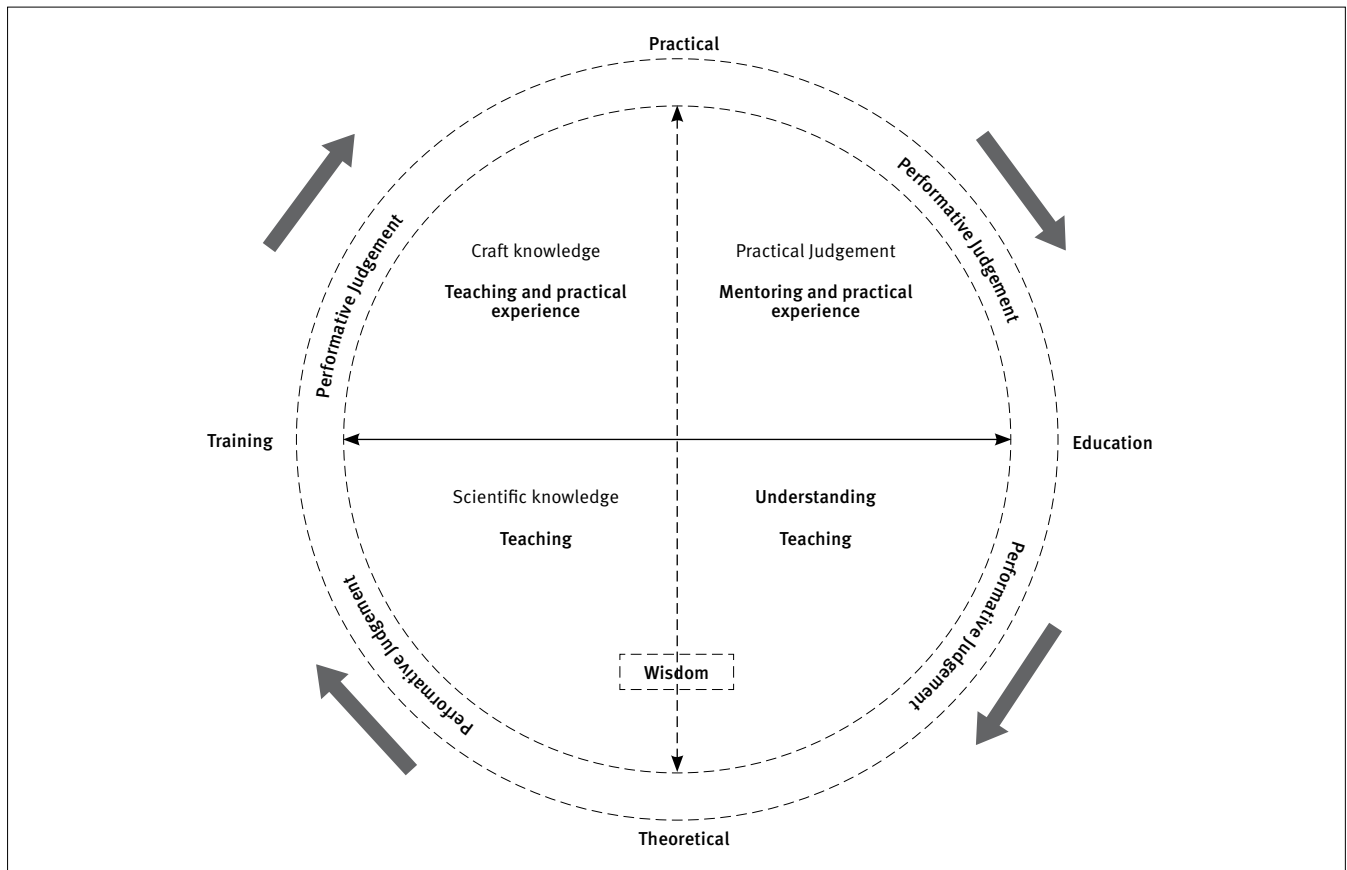 Practical
Performative Judgement
Performative Judgement
Craft knowledge
Teaching and practical
experience
Practical Judgement
Mentoring and practical
experience
Training
Education
Scientific knowledge
Teaching
Understanding
Teaching
Performative Judgement
Performative Judgement
Wisdom
Theoretical